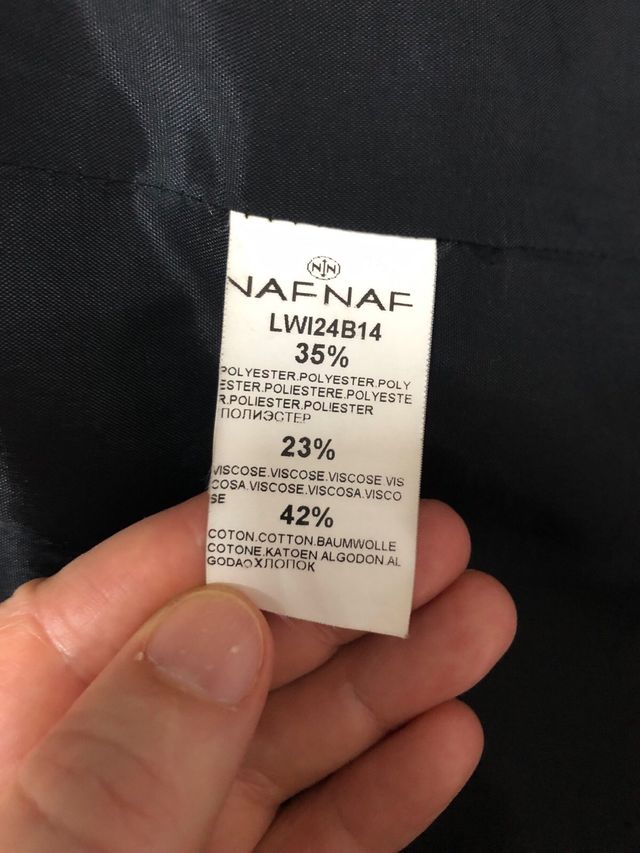 NN
NAFNAF
LWI24B14
35%
POLYESTER.POLYESTER.POLY
ESTER.POLIESTERE.POLYESTE
R.POLIESTER.POLIESTER
ПОЛИЭСТЕР
23%
VISCOSE.VISCOSE.VISCOSE VIS
COSA.VISCOSE.VISCOSA.VISCO
SE
42%
COTON.COTTON.BAUMWOLLE
COTONE.KATOEN ALGODON.AL
GODAO ХЛОПОК